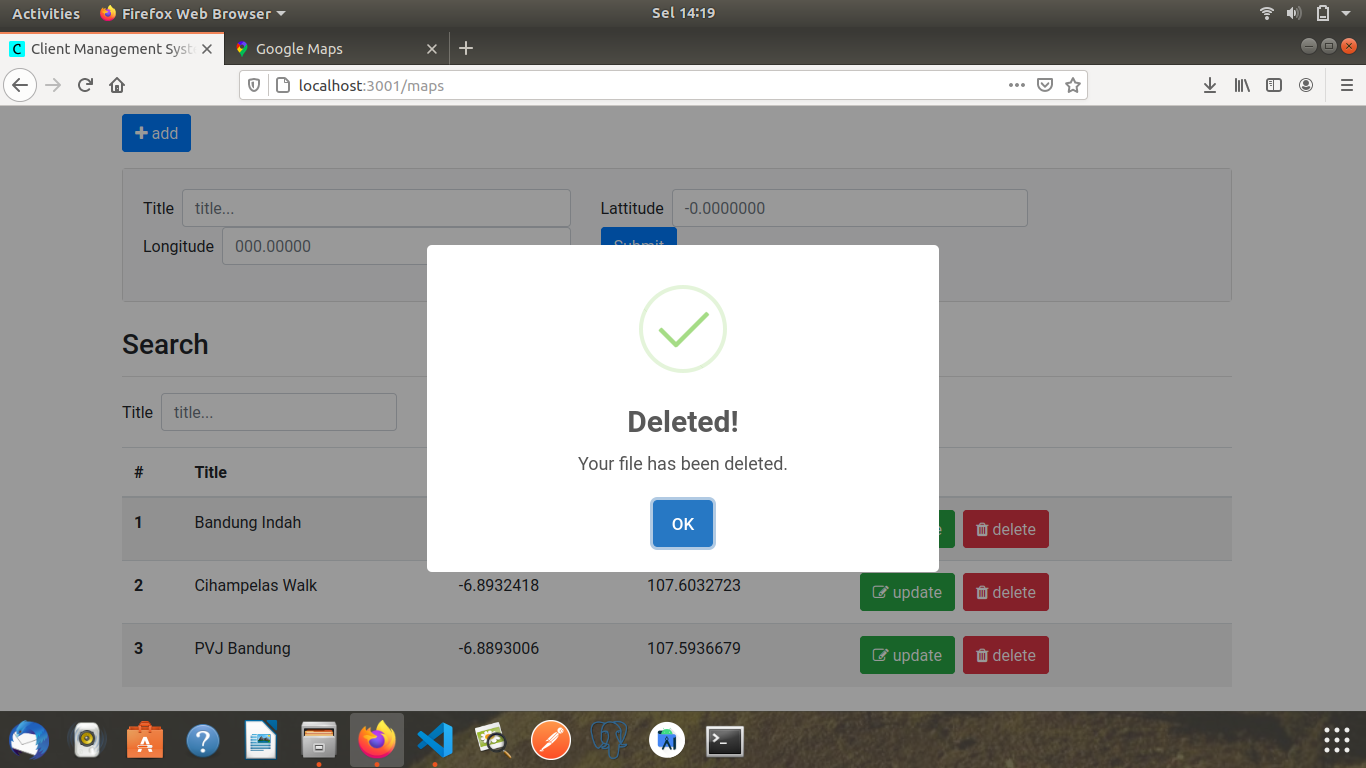 Activities Firefox Web Browser Sel 14:19
C Client Management Syst Google Maps
localhost:3001/maps
add
Title title... Lattitude -0.0000000
Longitude 000.00000 Submit
Deleted!
Your file has been deleted.
OK
Search
Title title...
# Title
1 Bandung Indah delete
2 Cihampelas Walk -6.8932418 107.6032723 update delete
3 PVJ Bandung -6.8893006 107.5936679 update delete